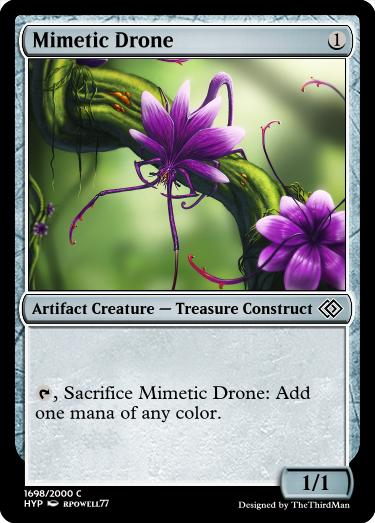 Mimetic Drone 1
Artifact Creature — Treasure Construct
, Sacrifice Mimetic Drone: Add
one mana of any color.
1/1
1698/2000 C
HYP RPOWELL77
Designed by TheThirdMan